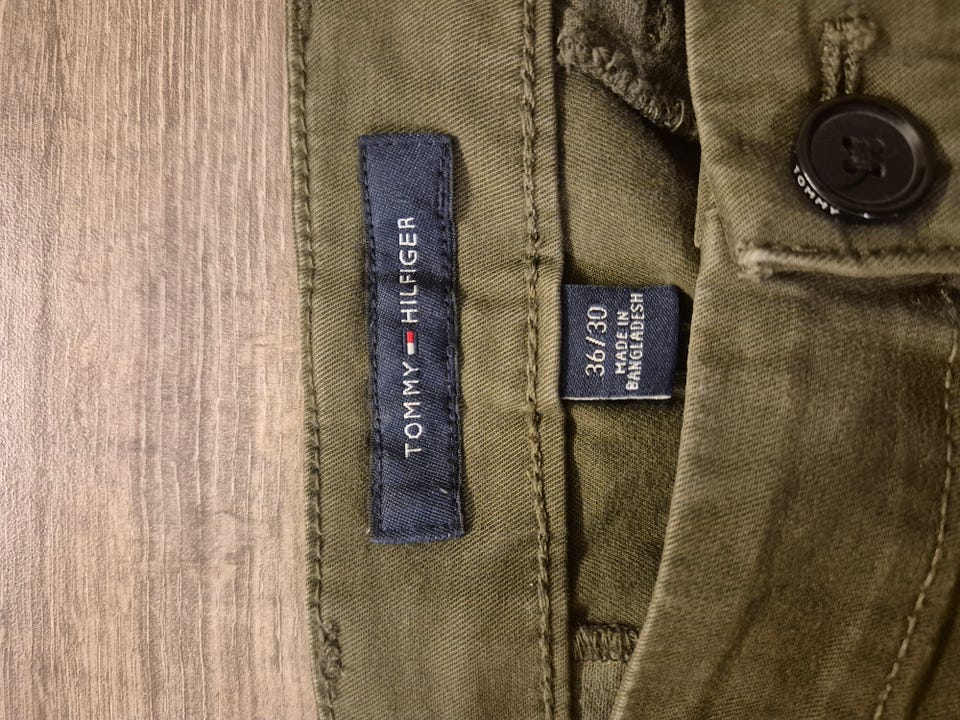 TOMMY HILFIGER
36/30
MADE IN
BANGLADESH
TOMMY